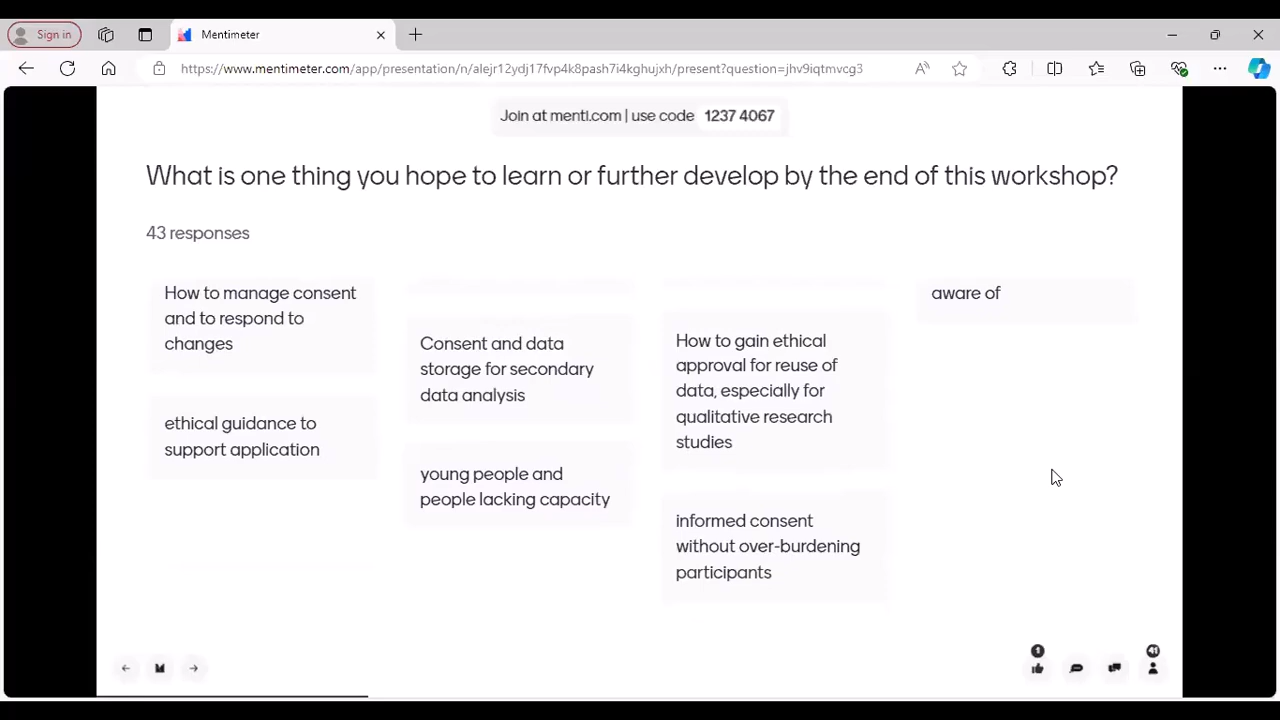 Sign in
Mentimeter
https://www.mentimeter.com/app/presentation/n/alejr12ydj17fvp4k8pash7i4kghujxh/present?question=jhv9iqtmvcg3
Join at menti.com | use code 1237 4067
What is one thing you hope to learn or further develop by the end of this workshop?
43 responses
How to manage consent
and to respond to
changes
ethical guidance to
support application
Consent and data
storage for secondary
data analysis
young people and
people lacking capacity
How to gain ethical
approval for reuse of
data, especially for
qualitative research
studies
informed consent
without over-burdening
participants
aware of
1